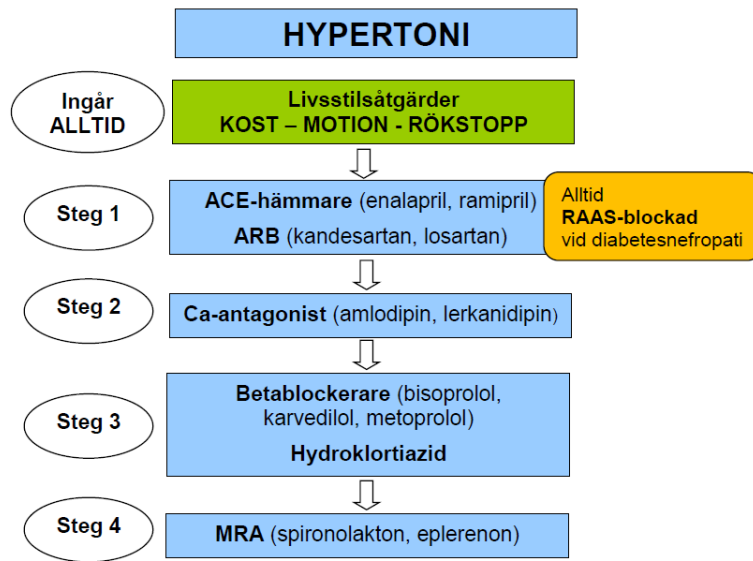 HYPERTONI
Ingår
ALLTID
Livsstilsåtgärder
KOST – MOTION - RÖKSTOPP
Steg 1
ACE-hämmare (enalapril, ramipril)
ARB (kandesartan, losartan)
Alltid
RAAS-blockad
vid diabetesnefropati
Steg 2
Ca-antagonist (amlodipin, lerkanidipin)
Steg 3
Betablockerare (bisoprolol,
karvedilol, metoprolol)
Hydroklortiazid
Steg 4
MRA (spironolakton, eplerenon)